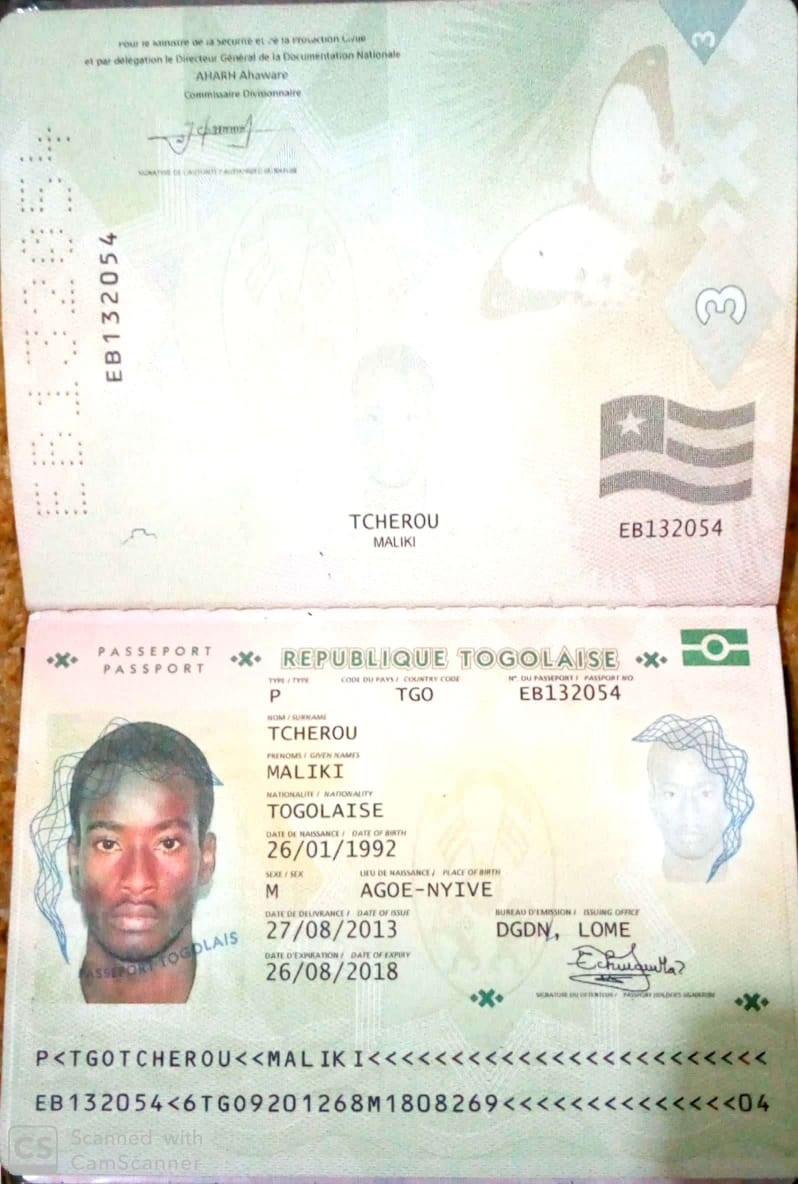 Pour le Ministre de la Sécurité et de la Protection Civile
et par délégation le Directeur Général de la Documentation Nationale
AHARH Ahaware
Commissaire Divisionnaire
SIGNATURE DE L'AUTORITE / AUTHORITY SIGNATURE
3
EB132054
EB132054
3
TCHEROU
MALIKI
EB132054
PASSEPORT
PASSPORT
REPUBLIQUE TOGOLAISE
TYPE / TYPE CODE DU PAYS / COUNTRY CODE N° DU PASSEPORT / PASSPORT NO
P TGO EB132054
NOM / SURNAME
TCHEROU
PRENOMS / GIVEN NAMES
MALIKI
NATIONALITE / NATIONALITY
TOGOLAISE
DATE DE NAISSANCE / DATE OF BIRTH
26/01/1992
SEXE / SEX LIEU DE NAISSANCE / PLACE OF BIRTH
M AGOE-NYIVE
DATE DE DELIVRANCE / DATE OF ISSUE BUREAU D'EMISSION / ISSUING OFFICE
27/08/2013 DGDN, LOME
DATE D'EXPIRATION / DATE OF EXPIRY
26/08/2018
SIGNATURE DU DETENTEUR / PASSPORT HOLDER'S SIGNATURE
PASSEPORT TOGOLAIS
P<TGOTCHEROU<<MALIKI<<<<<<<<<<<<<<<<<<<<<<<<
EB132054<6TGO9201268M1808269<<<<<<<<<<<<<<04
CS Scanned with
CamScanner